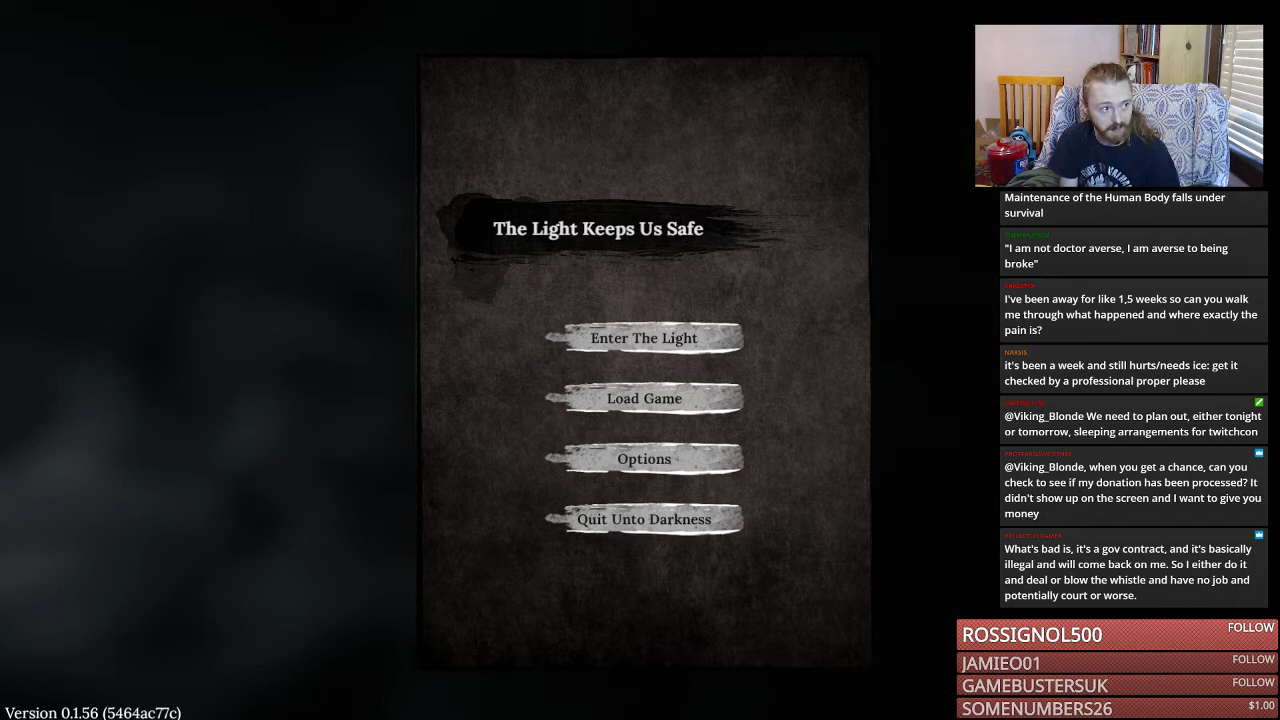 The Light Keeps Us Safe
Enter The Light
Load Game
Options
Quit Unto Darkness
Version 0.1.56 (5464ac77c)
Maintenance of the Human Body falls under
survival
"I am not doctor averse, I am averse to being
broke"
I've been away for like 1,5 weeks so can you walk
me through what happened and where exactly the
pain is?
NARSIS
it's been a week and still hurts/needs ice: get it
checked by a professional proper please
@Viking_Blonde We need to plan out, either tonight
or tomorrow, sleeping arrangements for twitchcon
@Viking_Blonde, when you get a chance, can you
check to see if my donation has been processed? It
didn't show up on the screen and I want to give you
money
What's bad is, it's a gov contract, and it's basically
illegal and will come back on me. So I either do it
and deal or blow the whistle and have no job and
potentially court or worse.
ROSSIGNOL500 FOLLOW
JAMIEO01 FOLLOW
GAMEBUSTERSUK FOLLOW
SOMENUMBERS26 $1.00